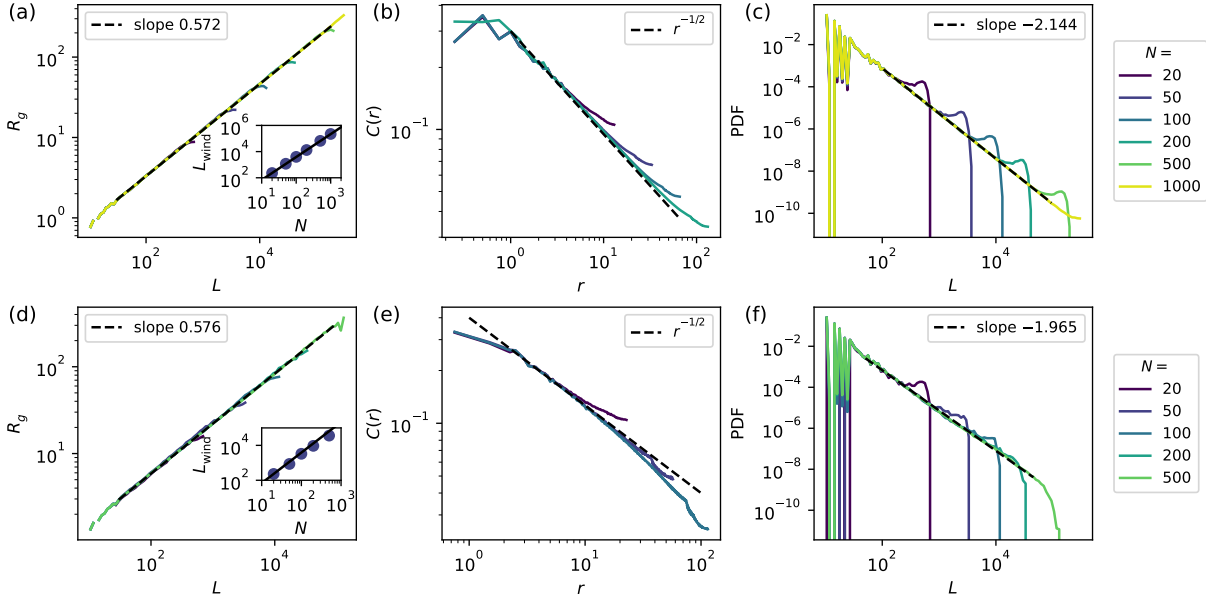 (a)
slope 0.572
R_g
10^2
10^1
10^0
10^2
10^4
L
L_wind
10^6
10^4
10^2
10^1
10^3
N
(b)
r^{-1/2}
C(r)
10^{-1}
10^0
10^1
10^2
r
(c)
slope −2.144
PDF
10^{-2}
10^{-4}
10^{-6}
10^{-8}
10^{-10}
10^2
10^4
L
N =
20
50
100
200
500
1000
(d)
slope 0.576
R_g
10^2
10^1
10^2
10^4
L
L_wind
10^4
10^2
10^1
10^3
N
(e)
r^{-1/2}
C(r)
10^{-1}
10^0
10^1
10^2
r
(f)
slope −1.965
PDF
10^{-2}
10^{-4}
10^{-6}
10^{-8}
10^{-10}
10^2
10^4
L
N =
20
50
100
200
500